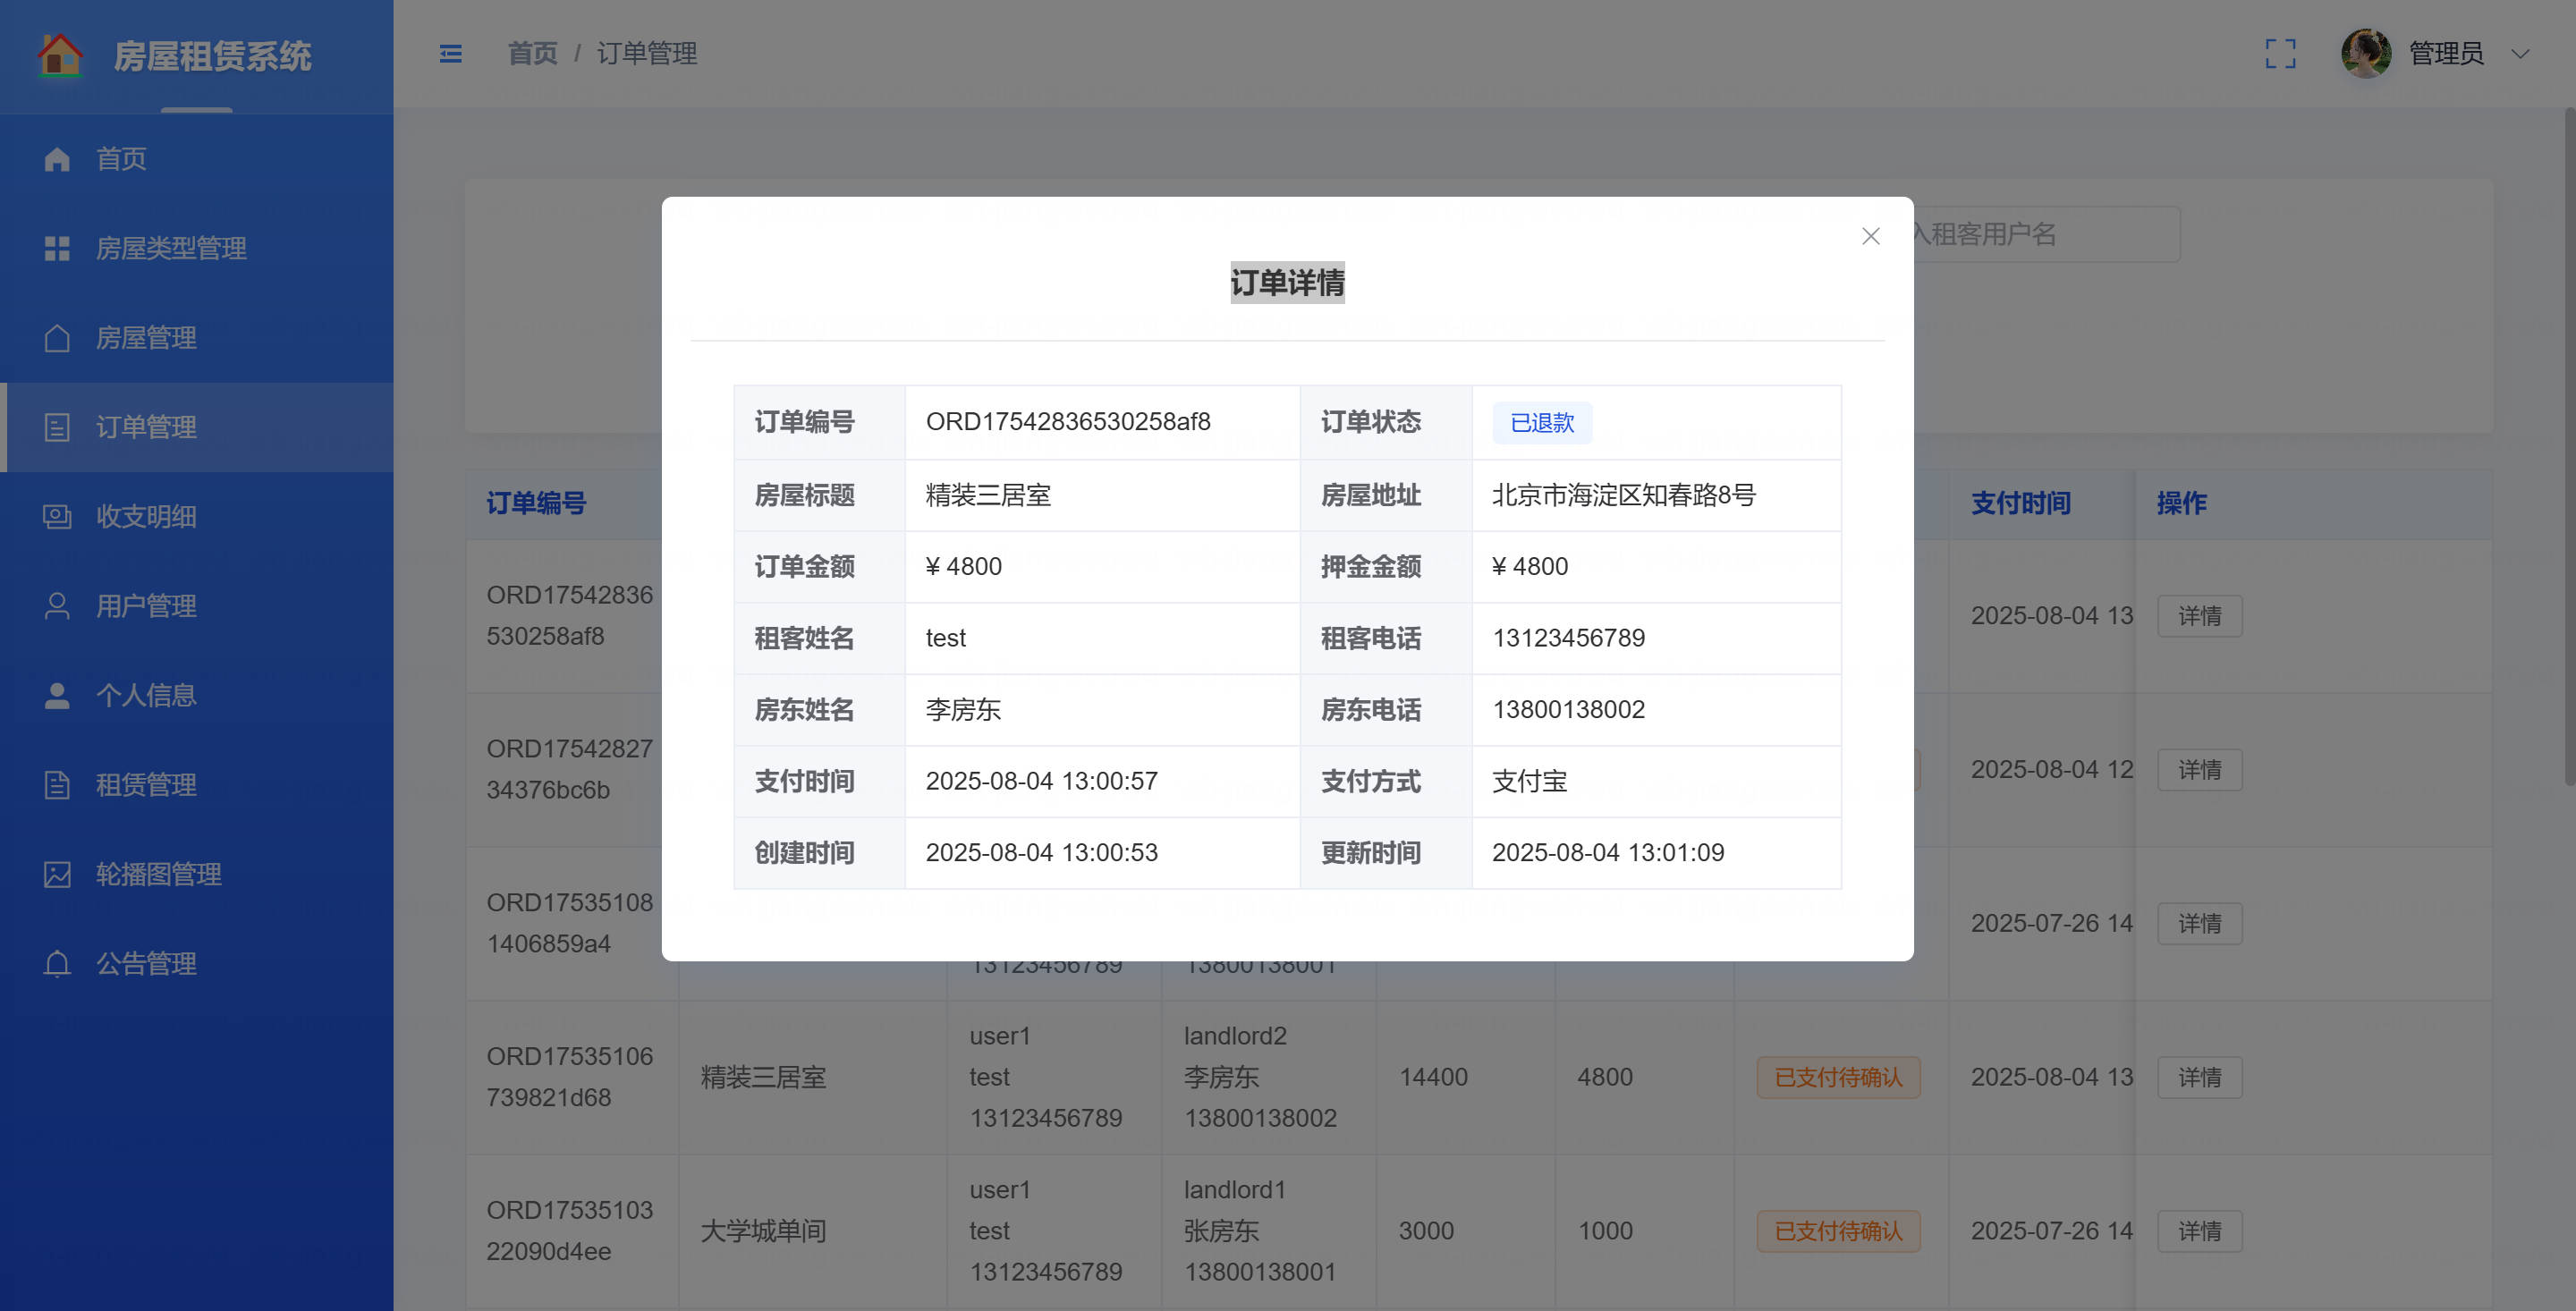 房屋租赁系统
首页 / 订单管理
管理员
首页
房屋类型管理
房屋管理
订单管理
收支明细
用户管理
个人信息
租赁管理
轮播图管理
公告管理
入租客用户名
订单详情
订单编号 ORD17542836530258af8 订单状态 已退款
房屋标题 精装三居室 房屋地址 北京市海淀区知春路8号
订单金额 ¥ 4800 押金金额 ¥ 4800
租客姓名 test 租客电话 13123456789
房东姓名 李房东 房东电话 13800138002
支付时间 2025-08-04 13:00:57 支付方式 支付宝
创建时间 2025-08-04 13:00:53 更新时间 2025-08-04 13:01:09
订单编号 支付时间 操作
ORD17542836
530258af8
2025-08-04 13 详情
ORD17542827
34376bc6b
2025-08-04 12 详情
ORD17535108
1406859a4
13123456789 13800138001
2025-07-26 14 详情
ORD17535106
739821d68
精装三居室
user1
test
13123456789
landlord2
李房东
13800138002
14400 4800 已支付待确认 2025-08-04 13 详情
ORD17535103
22090d4ee
大学城单间
user1
test
13123456789
landlord1
张房东
13800138001
3000 1000 已支付待确认 2025-07-26 14 详情